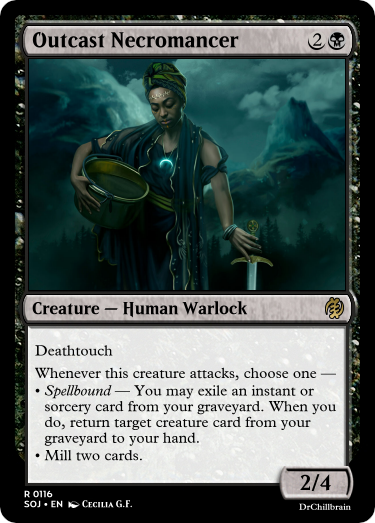 Outcast Necromancer 2
Creature — Human Warlock
Deathtouch
Whenever this creature attacks, choose one —
• Spellbound — You may exile an instant or
sorcery card from your graveyard. When you
do, return target creature card from your
graveyard to your hand.
• Mill two cards.
2/4
R 0116
SOJ • EN Cecilia G.F.
DrChillbrain